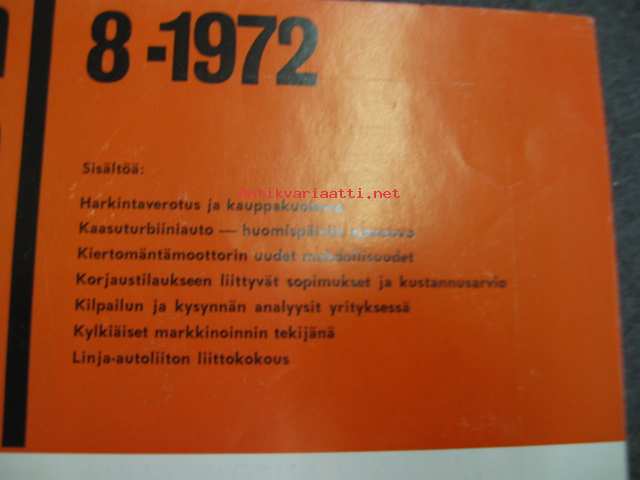 8-1972
Sisältöä:
antikvariaatti.net
Harkintaverotus ja
Kaasuturbiiniauto — huomispäivän
Kiertomäntämoottorin uudet mahdollisuudet
Korjaustilaukseen liittyvät sopimukset ja kustannusarvio
Kilpailun ja kysynnän analyysit yrityksessä
Kylkiäiset markkinoinnin tekijänä
Linja-autoliiton liittokokous